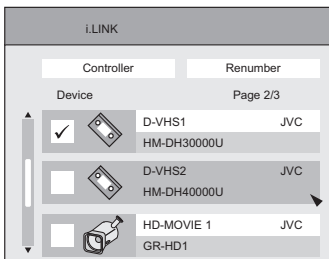 i.LINK
Controller Renumber
Device Page 2/3
D-VHS1 JVC
HM-DH30000U
D-VHS2 JVC
HM-DH40000U
HD-MOVIE 1 JVC
GR-HD1